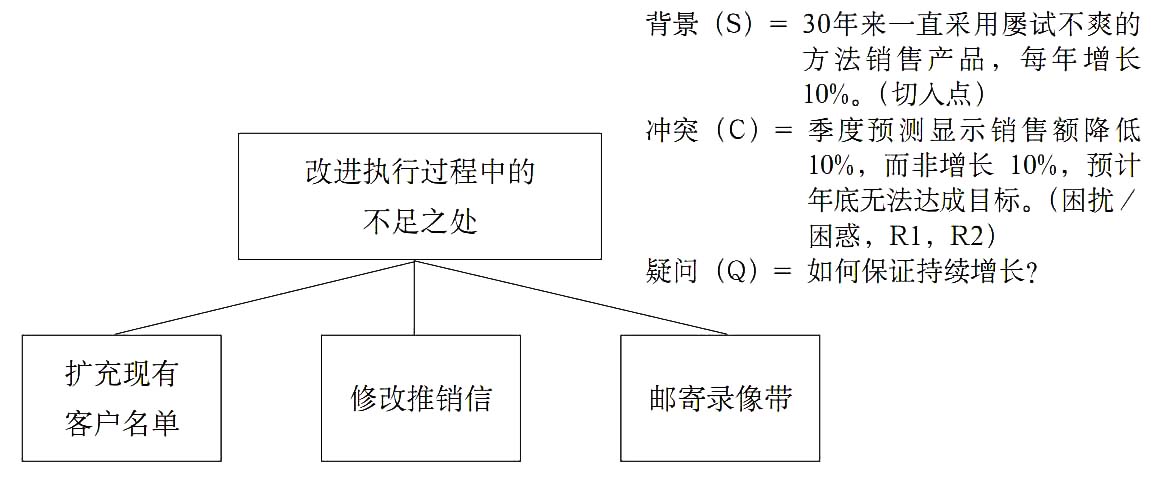 背景（S）= 30年来一直采用屡试不爽的
方法销售产品，每年增长
10%。（切入点）
冲突（C）= 季度预测显示销售额降低
10%，而非增长 10%，预计
年底无法达成目标。（困扰／
困惑，R1，R2）
疑问（Q）= 如何保证持续增长？
改进执行过程中的
不足之处
扩充现有
客户名单
修改推销信
邮寄录像带